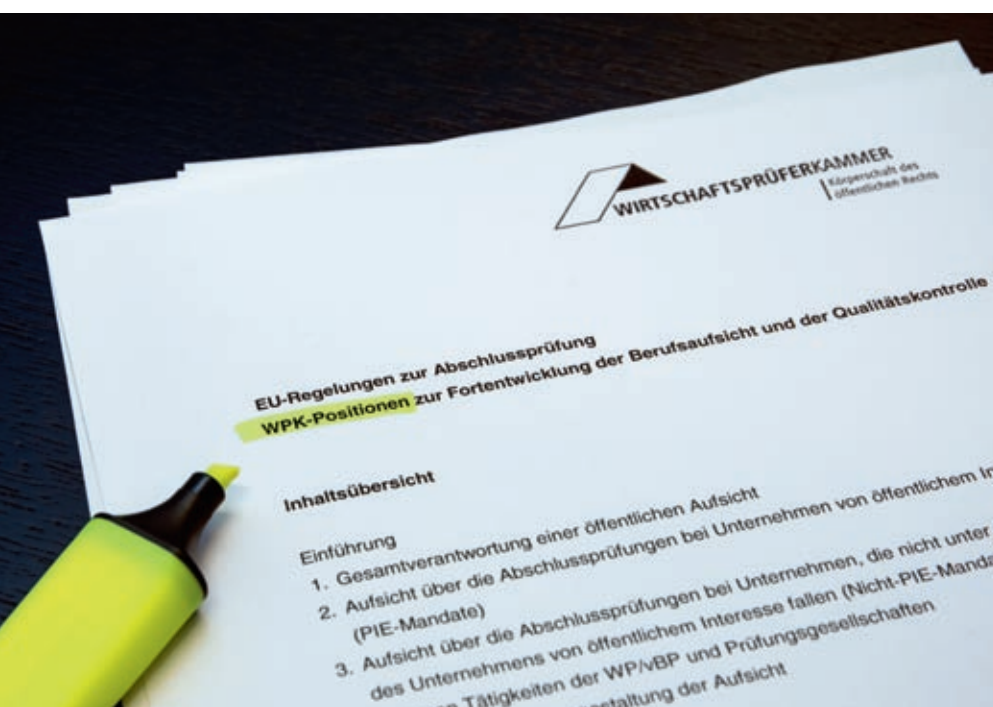 WIRTSCHAFTSPRÜFERKAMMER
Körperschaft des
öffentlichen Rechts
EU-Regelungen zur Abschlussprüfung
WPK-Positionen zur Fortentwicklung der Berufsaufsicht und der Qualitätskontrolle
Inhaltsübersicht
Einführung
1. Gesamtverantwortung einer öffentlichen Aufsicht
2. Aufsicht über die Abschlussprüfungen bei Unternehmen von öffentlichem
(PIE-Mandate)
3. Aufsicht über die Abschlussprüfungen bei Unternehmen, die nicht unter
des Unternehmens von öffentlichem Interesse fallen (Nicht-PIE-Manda
Tätigkeiten der WP/vBP und Prüfungsgesellschaften
der Aufsicht